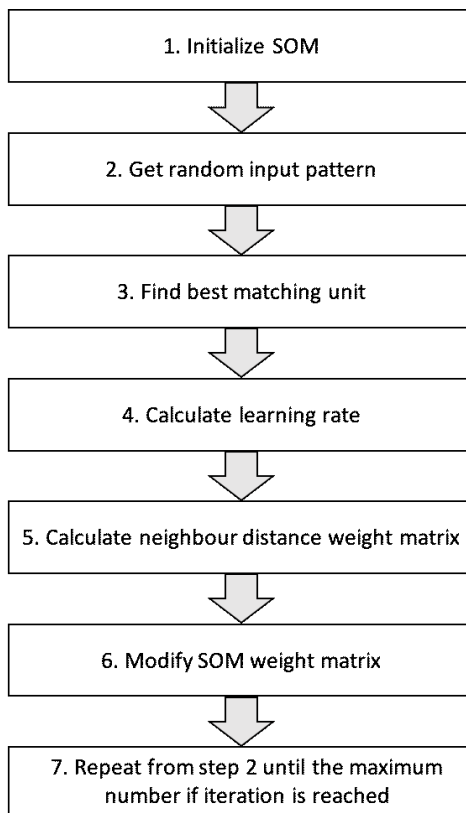 1. Initialize SOM
2. Get random input pattern
3. Find best matching unit
4. Calculate learning rate
5. Calculate neighbour distance weight matrix
6. Modify SOM weight matrix
7. Repeat from step 2 until the maximum
number if iteration is reached